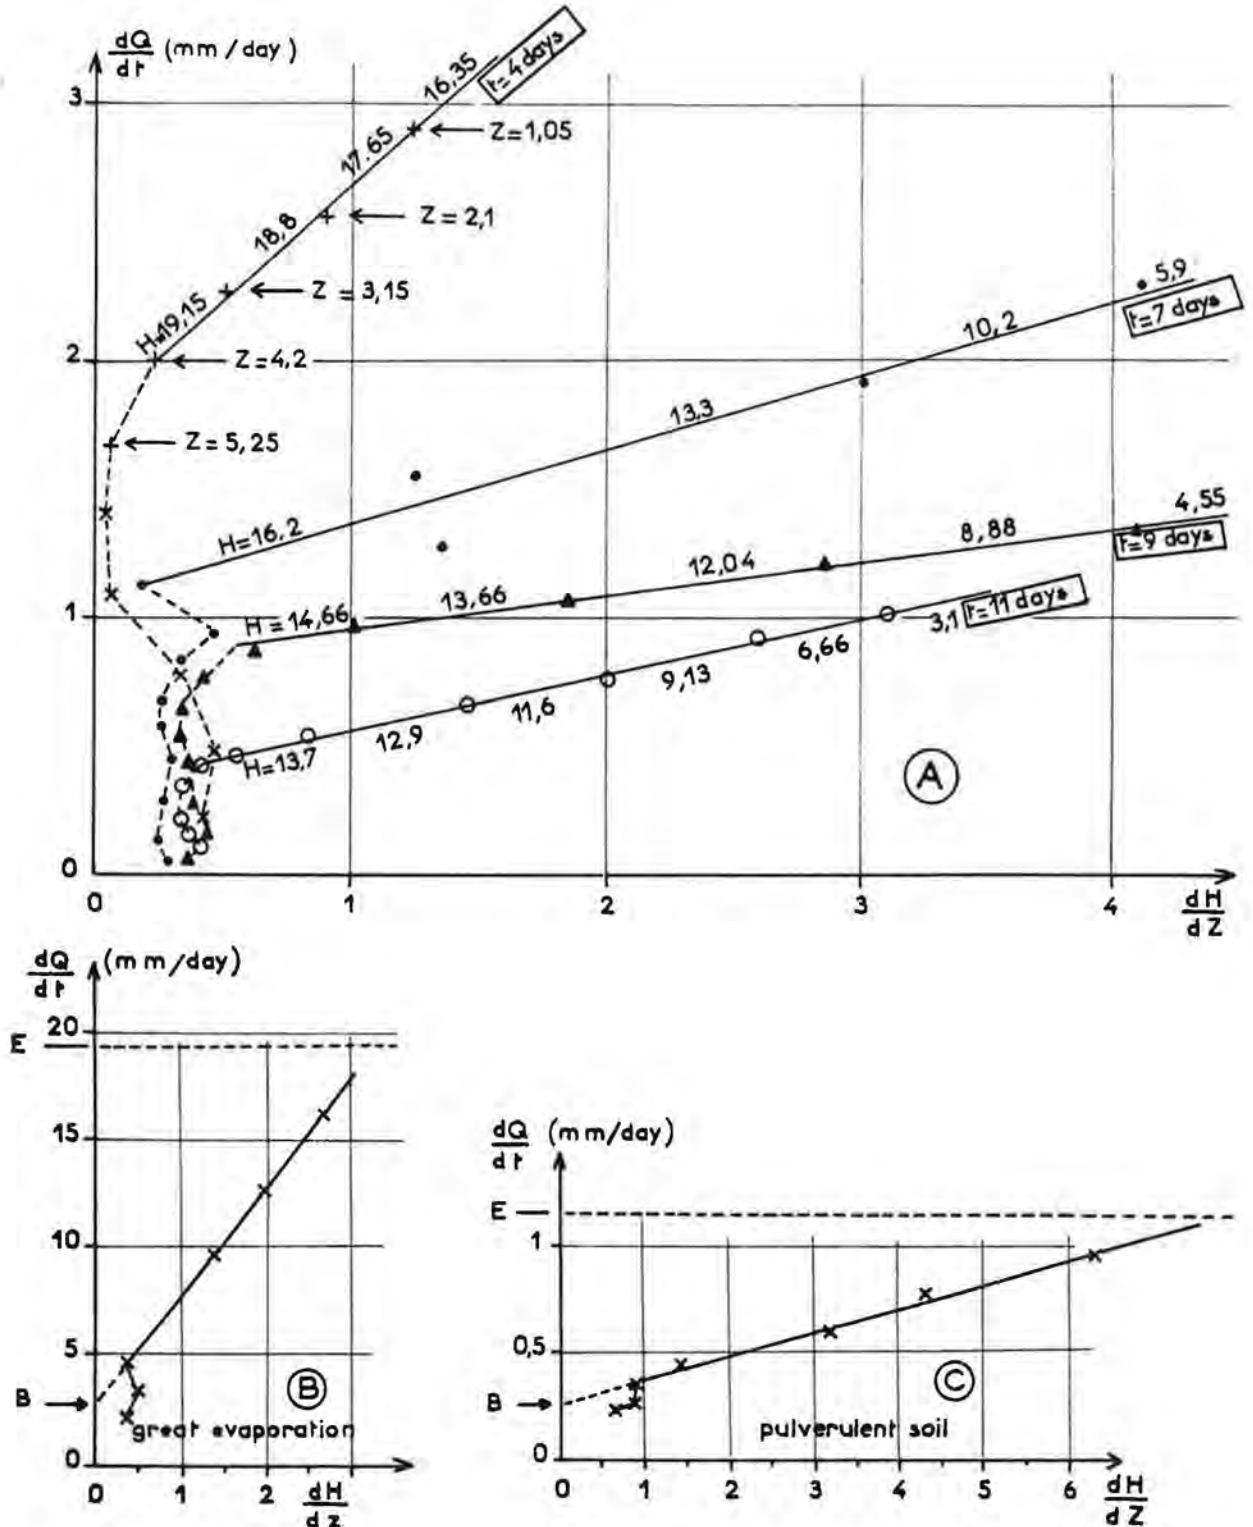 dQ/dt (mm/day)
3
2
1
0
0 1 2 3 4 dH/dZ
16,35
t=4 days
17.65
Z=1,05
18,8
Z=2,1
H=19,15
Z=3,15
Z=4,2
Z=5,25
5,9
t=7 days
10,2
13,3
H=16,2
4,55
t=9 days
8,88
12,04
13,66
H=14,66
3,1
t=11 days
6,66
9,13
11,6
12,9
H=13,7
A
dQ/dt (mm/day)
20
E
15
10
5
B
0
B
great evaporation
0 1 2 dH/dz
dQ/dt (mm/day)
E
1
0,5
B
0
C
pulverulent soil
0 1 2 3 4 5 6 dH/dZ